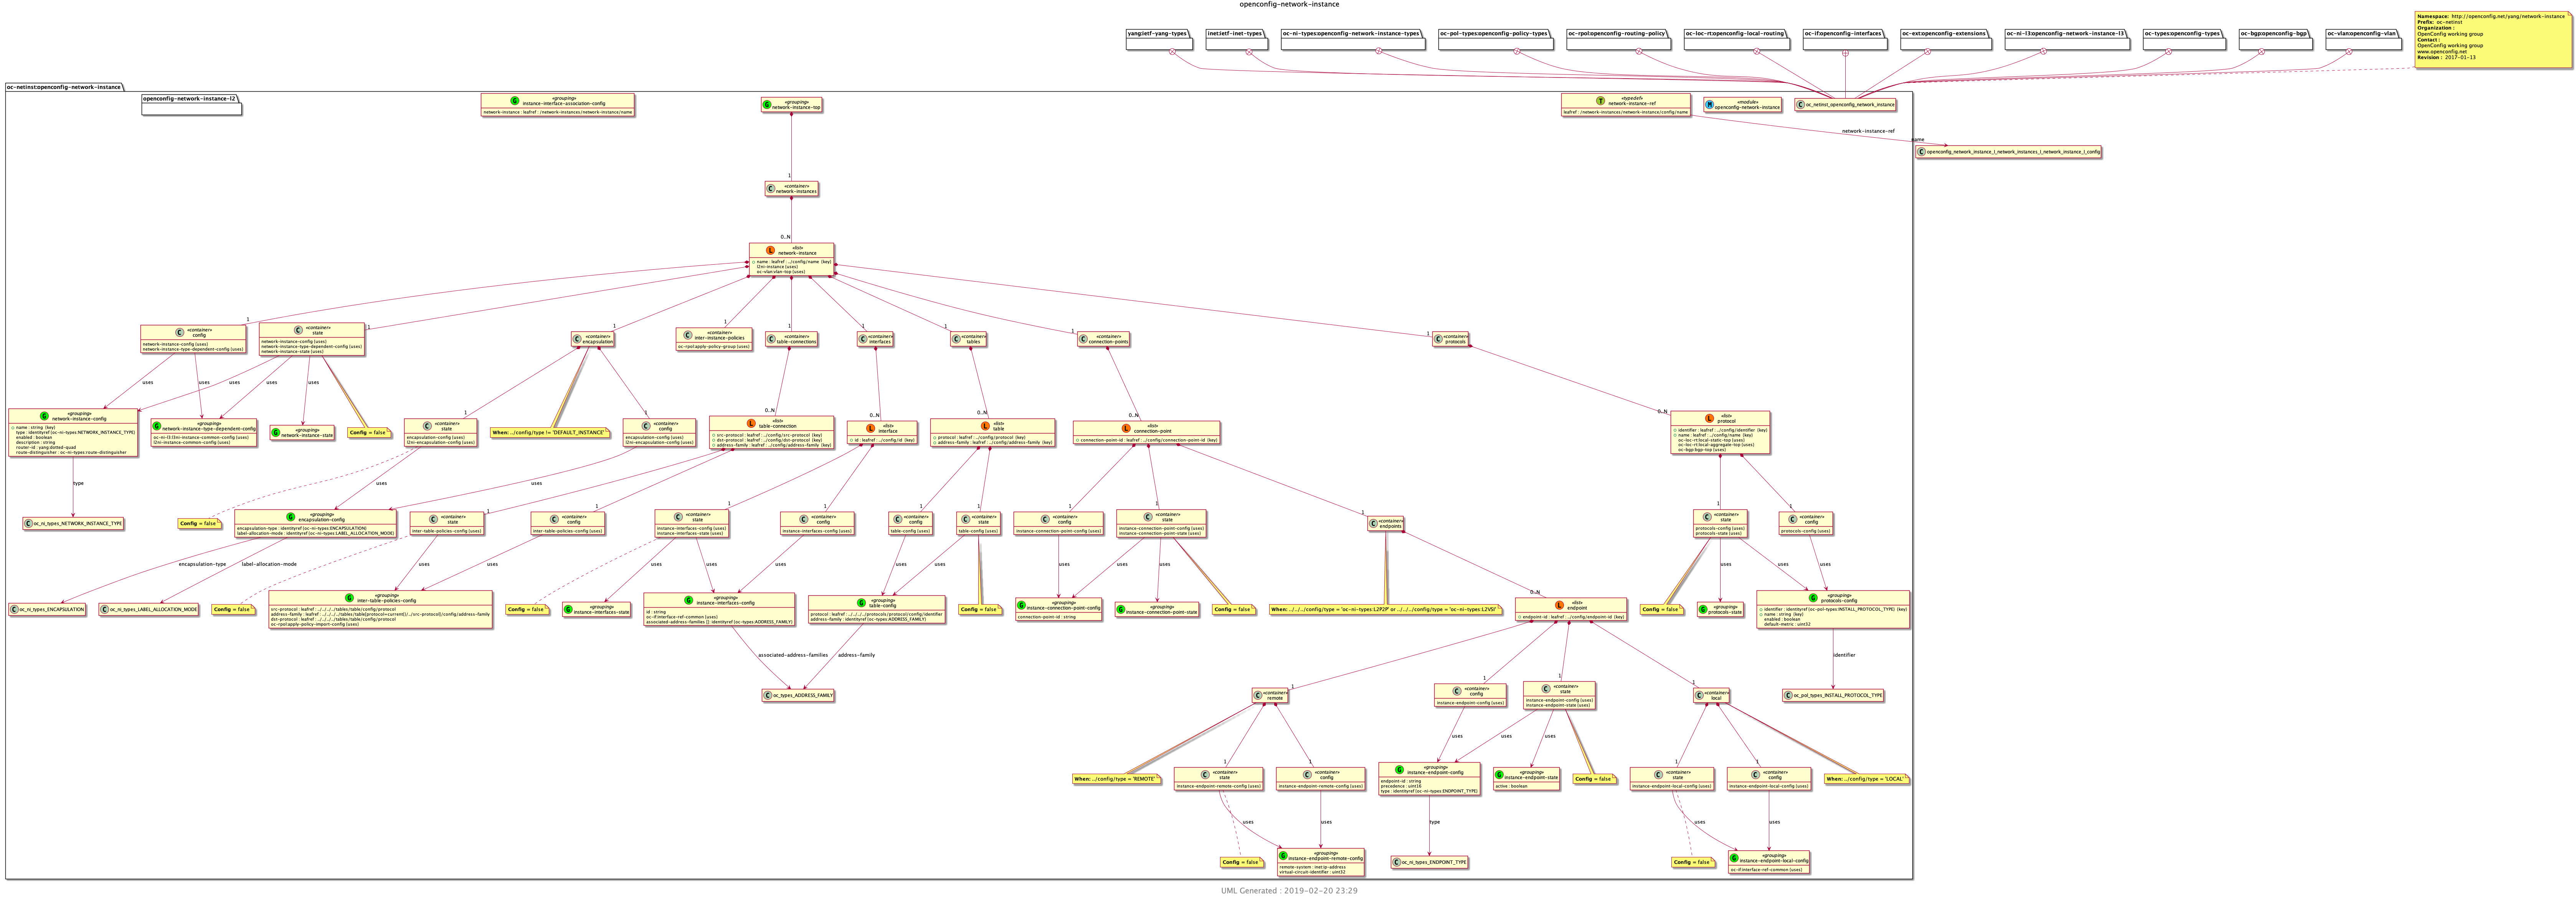 openconfig-network-instance
yang:ietf-yang-types
inet:ietf-inet-types
oc-ni-types:openconfig-network-instance-types
oc-pol-types:openconfig-policy-types
oc-rpol:openconfig-routing-policy
oc-loc-rt:openconfig-local-routing
oc-if:openconfig-interfaces
oc-ext:openconfig-extensions
oc-ni-l3:openconfig-network-instance-l3
oc-types:openconfig-types
oc-bgp:openconfig-bgp
oc-vlan:openconfig-vlan
Namespace: http://openconfig.net/yang/network-instance
Prefix: oc-netinst
Organization :
OpenConfig working group
Contact :
OpenConfig working group
www.openconfig.net
Revision : 2017-01-13
oc-netinst:openconfig-network-instance
openconfig-network-instance-l2
G
«grouping»
instance-interface-association-config
network-instance : leafref : /network-instances/network-instance/name
G
«grouping»
network-instance-top
T
«typedef»
network-instance-ref
leafref : /network-instances/network-instance/config/name
M
«module»
openconfig-network-instance
C
oc_netinst_openconfig_network_instance
network-instance-ref
name
C
openconfig_network_instance_I_network_instances_I_network_instance_I_config
1
C
«container»
network-instances
0..N
L
«list»
network-instance
name : leafref : ../config/name {key}
l2ni-instance {uses}
oc-vlan:vlan-top {uses}
1
C
«container»
config
network-instance-config {uses}
network-instance-type-dependent-config {uses}
1
C
«container»
state
network-instance-config {uses}
network-instance-type-dependent-config {uses}
network-instance-state {uses}
1
C
«container»
encapsulation
1
C
«container»
inter-instance-policies
oc-rpol:apply-policy-group {uses}
1
C
«container»
table-connections
1
C
«container»
interfaces
1
C
«container»
tables
1
C
«container»
connection-points
1
C
«container»
protocols
uses
uses
uses
uses
uses
G
«grouping»
network-instance-config
name : string {key}
type : identityref {oc-ni-types:NETWORK_INSTANCE_TYPE}
enabled : boolean
description : string
router-id : yang:dotted-quad
route-distinguisher : oc-ni-types:route-distinguisher
G
«grouping»
network-instance-type-dependent-config
oc-ni-l3:l3ni-instance-common-config {uses}
l2ni-instance-common-config {uses}
G
«grouping»
network-instance-state
Config = false
1
C
«container»
state
encapsulation-config {uses}
l2ni-encapsulation-config {uses}
When: ../config/type != 'DEFAULT_INSTANCE'
1
C
«container»
config
encapsulation-config {uses}
l2ni-encapsulation-config {uses}
0..N
L
«list»
table-connection
src-protocol : leafref : ../config/src-protocol {key}
dst-protocol : leafref : ../config/dst-protocol {key}
address-family : leafref : ../config/address-family {key}
0..N
L
«list»
interface
id : leafref : ../config/id {key}
0..N
L
«list»
table
protocol : leafref : ../config/protocol {key}
address-family : leafref : ../config/address-family {key}
0..N
L
«list»
connection-point
connection-point-id : leafref : ../config/connection-point-id {key}
0..N
L
«list»
protocol
identifier : leafref : ../config/identifier {key}
name : leafref : ../config/name {key}
oc-loc-rt:local-static-top {uses}
oc-loc-rt:local-aggregate-top {uses}
oc-bgp:bgp-top {uses}
type
uses
uses
C
oc_ni_types_NETWORK_INSTANCE_TYPE
Config = false
G
«grouping»
encapsulation-config
encapsulation-type : identityref {oc-ni-types:ENCAPSULATION}
label-allocation-mode : identityref {oc-ni-types:LABEL_ALLOCATION_MODE}
1
C
«container»
state
inter-table-policies-config {uses}
1
C
«container»
config
inter-table-policies-config {uses}
1
C
«container»
state
instance-interfaces-config {uses}
instance-interfaces-state {uses}
1
C
«container»
config
instance-interfaces-config {uses}
1
C
«container»
config
table-config {uses}
1
C
«container»
state
table-config {uses}
1
C
«container»
config
instance-connection-point-config {uses}
1
C
«container»
state
instance-connection-point-config {uses}
instance-connection-point-state {uses}
1
C
«container»
endpoints
1
C
«container»
state
protocols-config {uses}
protocols-state {uses}
1
C
«container»
config
protocols-config {uses}
encapsulation-type
label-allocation-mode
uses
uses
uses
uses
uses
uses
uses
uses
uses
uses
uses
uses
uses
C
oc_ni_types_ENCAPSULATION
C
oc_ni_types_LABEL_ALLOCATION_MODE
Config = false
G
«grouping»
inter-table-policies-config
src-protocol : leafref : ../../../../tables/table/config/protocol
address-family : leafref : ../../../../tables/table[protocol=current()/../src-protocol]/config/address-family
dst-protocol : leafref : ../../../../tables/table/config/protocol
oc-rpol:apply-policy-import-config {uses}
Config = false
G
«grouping»
instance-interfaces-state
G
«grouping»
instance-interfaces-config
id : string
oc-if:interface-ref-common {uses}
associated-address-families []: identityref {oc-types:ADDRESS_FAMILY}
G
«grouping»
table-config
protocol : leafref : ../../../../protocols/protocol/config/identifier
address-family : identityref {oc-types:ADDRESS_FAMILY}
Config = false
G
«grouping»
instance-connection-point-config
connection-point-id : string
G
«grouping»
instance-connection-point-state
Config = false
When: ../../../../config/type = 'oc-ni-types:L2P2P' or ../../../../config/type = 'oc-ni-types:L2VSI'
0..N
L
«list»
endpoint
endpoint-id : leafref : ../config/endpoint-id {key}
Config = false
G
«grouping»
protocols-state
G
«grouping»
protocols-config
identifier : identityref {oc-pol-types:INSTALL_PROTOCOL_TYPE} {key}
name : string {key}
enabled : boolean
default-metric : uint32
associated-address-families
address-family
identifier
C
oc_types_ADDRESS_FAMILY
1
C
«container»
remote
1
C
«container»
config
instance-endpoint-config {uses}
1
C
«container»
state
instance-endpoint-config {uses}
instance-endpoint-state {uses}
1
C
«container»
local
C
oc_pol_types_INSTALL_PROTOCOL_TYPE
uses
uses
uses
When: ../config/type = 'REMOTE'
1
C
«container»
state
instance-endpoint-remote-config {uses}
1
C
«container»
config
instance-endpoint-remote-config {uses}
G
«grouping»
instance-endpoint-config
endpoint-id : string
precedence : uint16
type : identityref {oc-ni-types:ENDPOINT_TYPE}
G
«grouping»
instance-endpoint-state
active : boolean
Config = false
1
C
«container»
state
instance-endpoint-local-config {uses}
1
C
«container»
config
instance-endpoint-local-config {uses}
When: ../config/type = 'LOCAL'
uses
uses
type
uses
uses
Config = false
G
«grouping»
instance-endpoint-remote-config
remote-system : inet:ip-address
virtual-circuit-identifier : uint32
C
oc_ni_types_ENDPOINT_TYPE
Config = false
G
«grouping»
instance-endpoint-local-config
oc-if:interface-ref-common {uses}
UML Generated : 2019-02-20 23:29